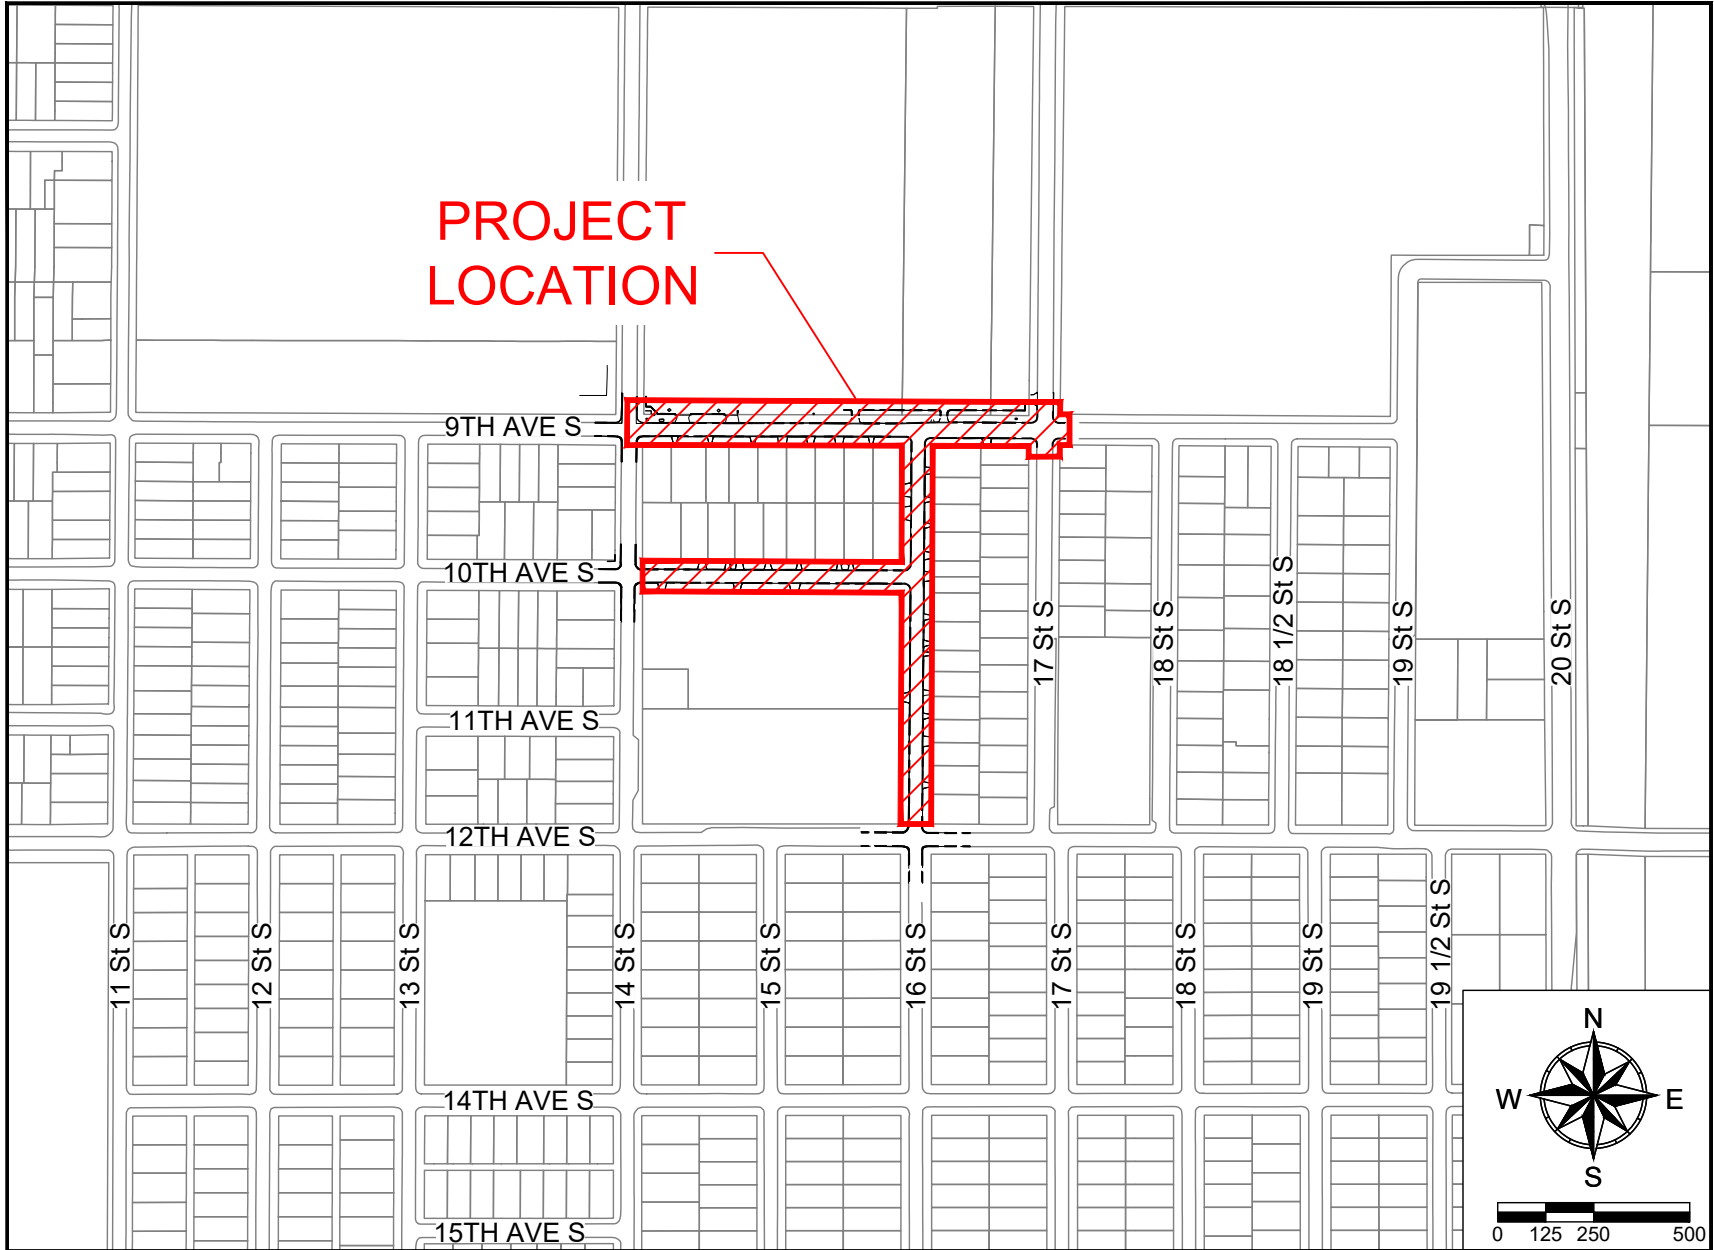 PROJECT
LOCATION
9TH AVE S
10TH AVE S
11TH AVE S
12TH AVE S
14TH AVE S
15TH AVE S
17 St S
18 St S
18 1/2 St S
19 St S
20 St S
11 St S
12 St S
13 St S
14 St S
15 St S
16 St S
17 St S
18 St S
19 St S
19 1/2 St S
N
W
E
S
0 125 250 500